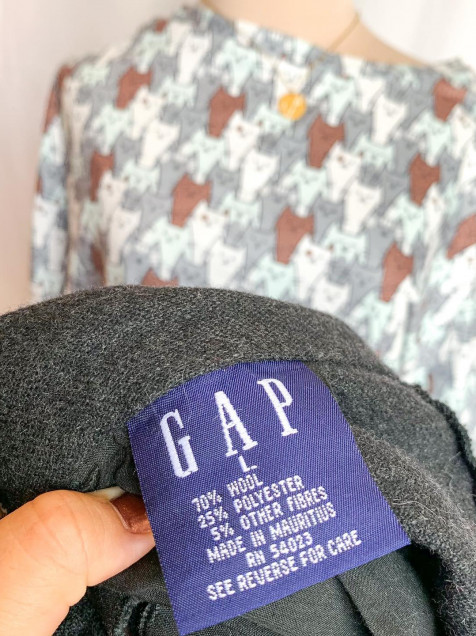 GAP
L
70% WOOL
25% POLYESTER
5% OTHER FIBRES
MADE IN MAURITIUS
RN 54023
SEE REVERSE FOR CARE